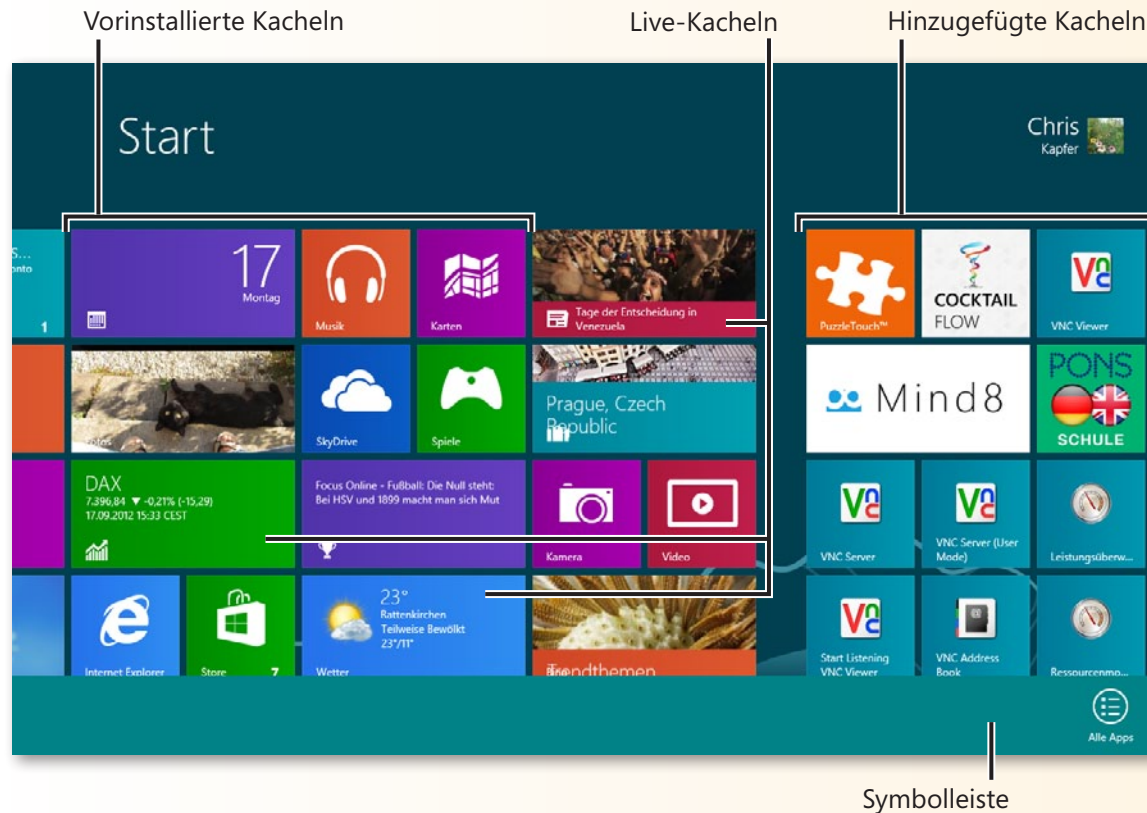 Vorinstallierte Kacheln
Live-Kacheln
Hinzugefügte Kacheln
Start
Chris
Kapfer
1
17
Montag
Musik
Karten
Tage der Entscheidung in
Venezuela
PuzzleTouch™
COCKTAIL
FLOW
VNC Viewer
SkyDrive
Spiele
Prague, Czech
Republic
Mind8
PONS
SCHULE
DAX
7.396,84 ▼ -0,21% (-15,29)
17.09.2012 15:33 CEST
Focus Online - Fußball: Die Null steht:
Bei HSV und 1899 macht man sich Mut
Kamera
Video
VNC Server
VNC Server (User
Mode)
Leistungsüberw...
Internet Explorer
Store
7
23°
Rattenkirchen
Teilweise Bewölkt
23°/11°
Wetter
Trendthemen
Start Listening
VNC Viewer
VNC Address
Book
Ressourcenmo...
Alle Apps
Symbolleiste